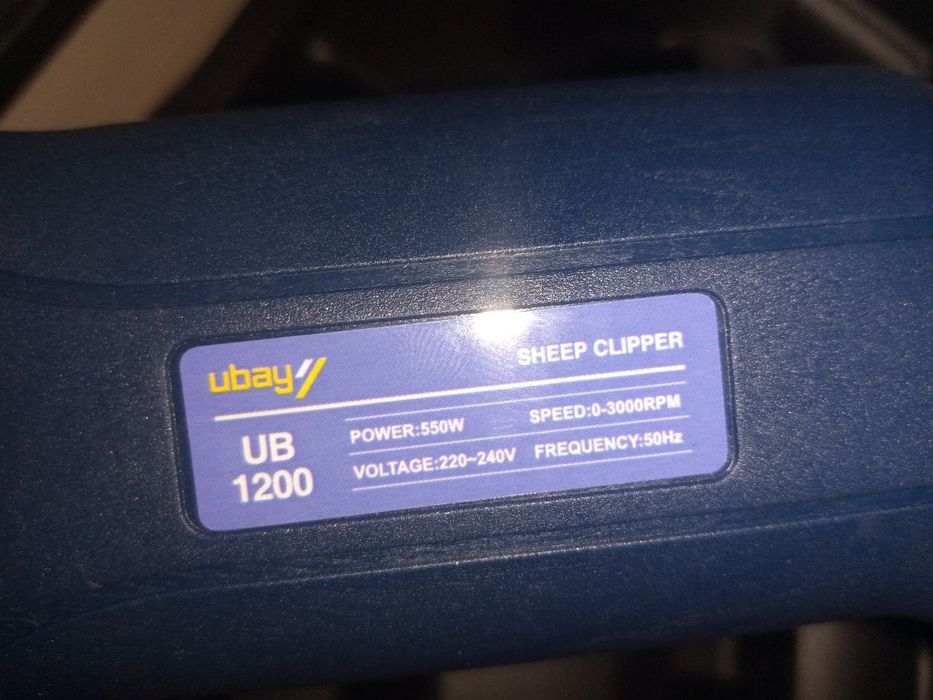 ubay
SHEEP CLIPPER
UB
1200
POWER:550W
SPEED:0-3000RPM
VOLTAGE:220~240V
FREQUENCY:50Hz